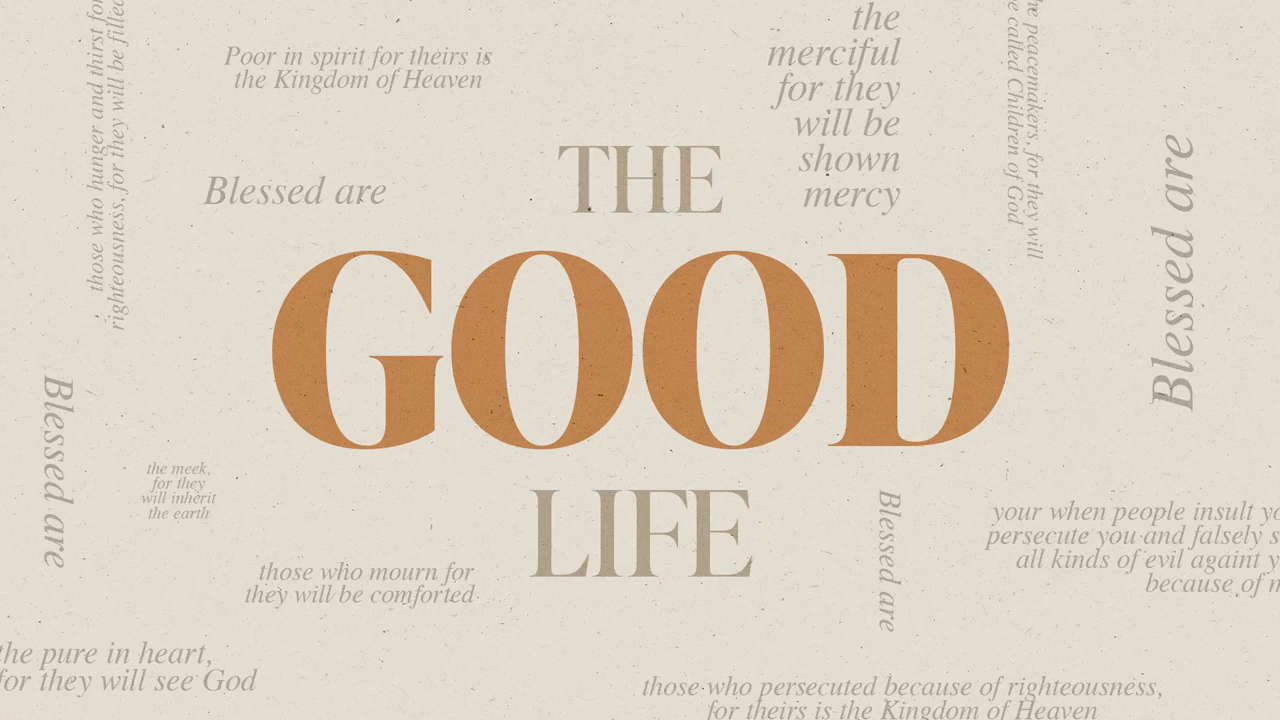 those who hunger and thirst for
righteousness, for they will be filled
Poor in spirit for theirs is
the Kingdom of Heaven
Blessed are
the
merciful
for they
will be
shown
mercy
he peacemakers, for they will
e called Children of God
Blessed are
THE
GOOD
LIFE
Blessed are
the meek,
for they
will inherit
the earth
those who mourn for
they will be comforted
Blessed are
your when people insult yo
persecute you and falsely s
all kinds of evil againt y
because of m
the pure in heart,
for they will see God
those who persecuted because of righteousness,
for theirs is the Kingdom of Heaven